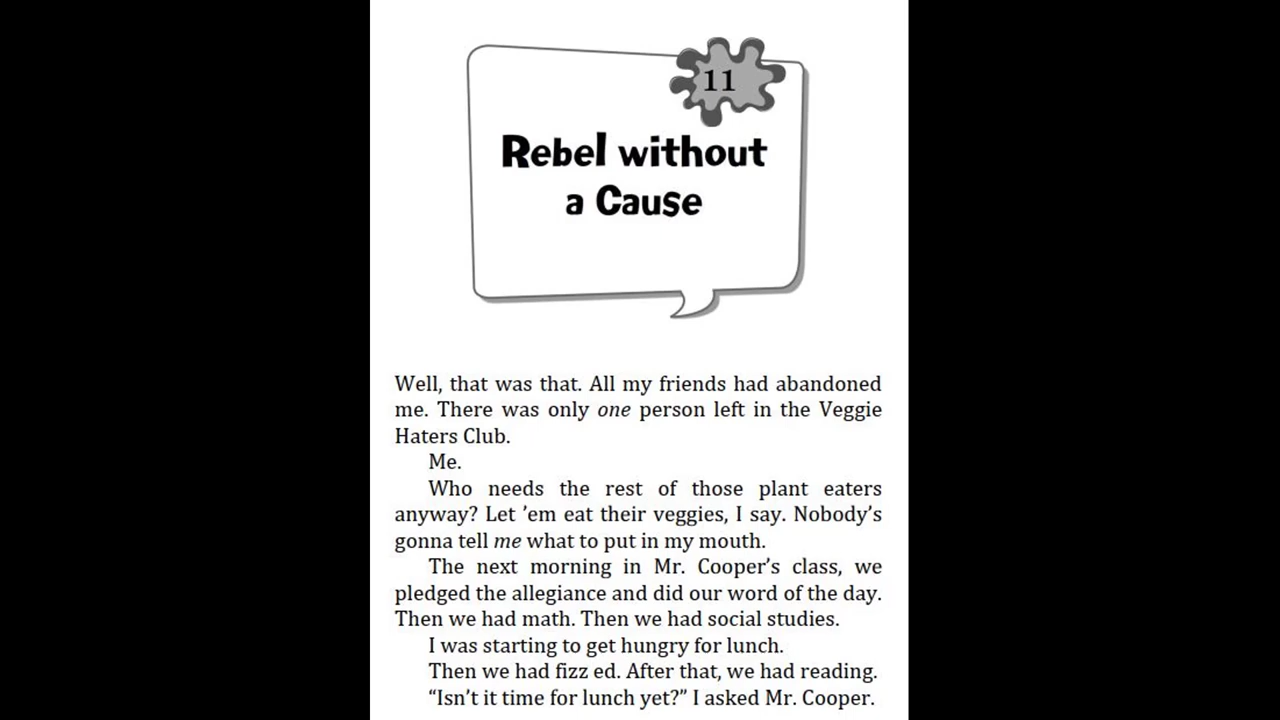 11
Rebel without
a Cause
Well, that was that. All my friends had abandoned
me. There was only one person left in the Veggie
Haters Club.
Me.
Who needs the rest of those plant eaters
anyway? Let ’em eat their veggies, I say. Nobody’s
gonna tell me what to put in my mouth.
The next morning in Mr. Cooper’s class, we
pledged the allegiance and did our word of the day.
Then we had math. Then we had social studies.
I was starting to get hungry for lunch.
Then we had fizz ed. After that, we had reading.
“Isn’t it time for lunch yet?” I asked Mr. Cooper.